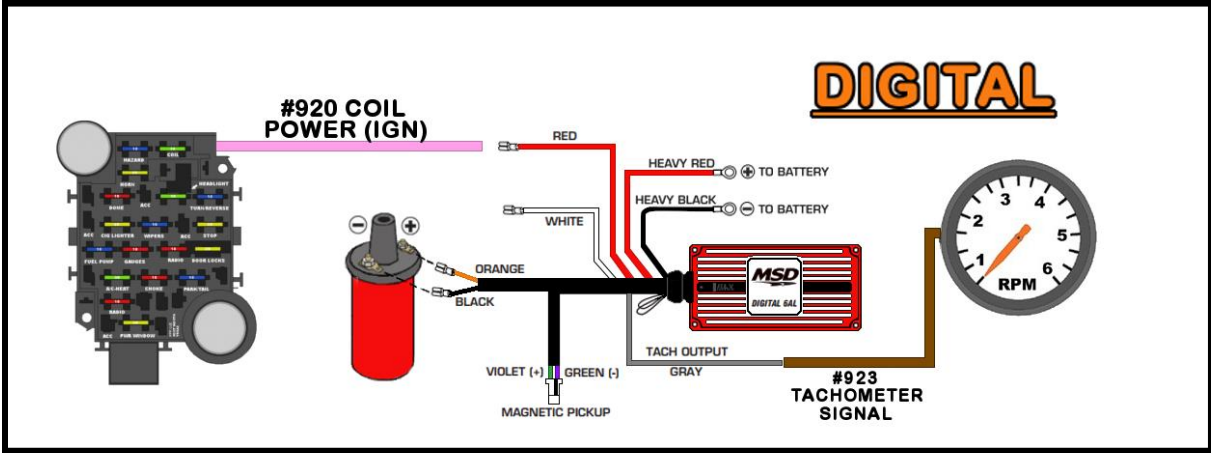 DIGITAL
#920 COIL
POWER (IGN)
RED
HEAVY RED
+ TO BATTERY
HEAVY BLACK
- TO BATTERY
WHITE
- +
ORANGE
BLACK
MSD
DIGITAL 6AL
TACH OUTPUT
GRAY
VIOLET (+) GREEN (-)
MAGNETIC PICKUP
#923
TACHOMETER
SIGNAL
1 2 3 4 5 6
RPM
HAZARD COIL
HORN
HEADLIGHT
DOME ACC TURN/REVERSE
ACC CIG LIGHTER WIPERS ACC STOP
FUEL PUMP GAUGES RADIO DOOR LOCKS
A/C-HEAT CHOKE PARK/TAIL
RADIO
ACC PWR WINDOW